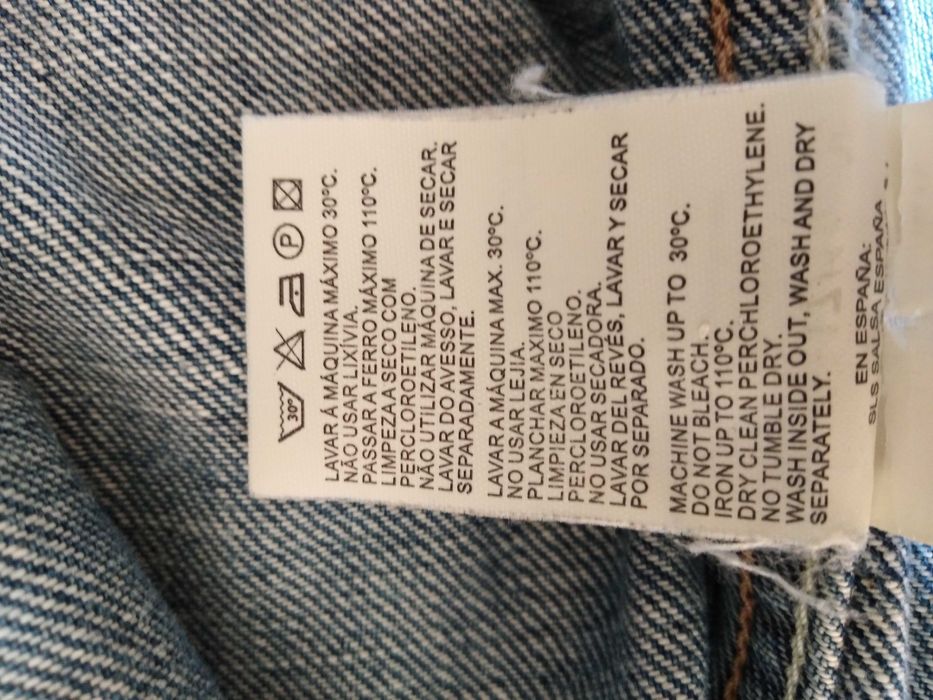 30º P
LAVAR Á MÁQUINA MÁXIMO 30ºC.
NÃO USAR LIXÍVIA.
PASSAR A FERRO MÁXIMO 110ºC.
LIMPEZA A SECO COM
PERCLOROETILENO.
NÃO UTILIZAR MÁQUINA DE SECAR.
LAVAR DO AVESSO, LAVAR E SECAR
SEPARADAMENTE.
LAVAR A MÁQUINA MAX. 30ºC.
NO USAR LEJIA.
PLANCHAR MAXIMO 110ºC.
LIMPIEZA EN SECO
PERCLOROETILENO.
NO USAR SECADORA.
LAVAR DEL REVÉS, LAVAR Y SECAR
POR SEPARADO.
MACHINE WASH UP TO 30ºC.
DO NOT BLEACH.
IRON UP TO 110ºC.
DRY CLEAN PERCHLOROETHYLENE.
NO TUMBLE DRY.
WASH INSIDE OUT, WASH AND DRY
SEPARATELY.
EN ESPAÑA:
SLS SALSA ESPAÑA